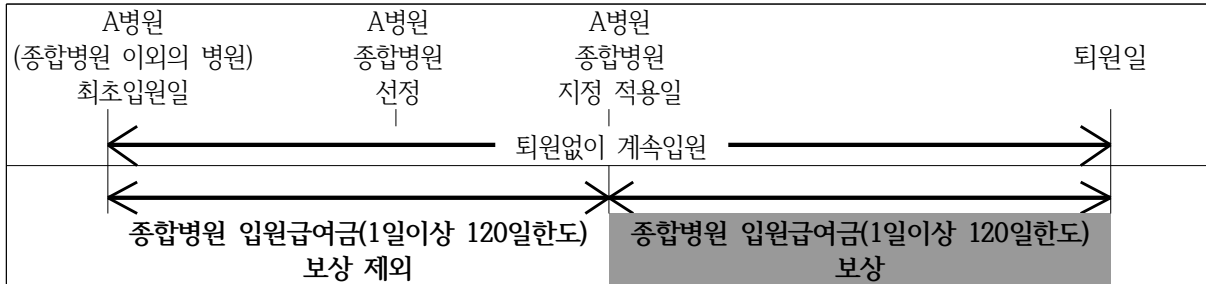 A병원
(종합병원 이외의 병원)
최초입원일
A병원
종합병원
선정
A병원
종합병원
지정 적용일
퇴원일
퇴원없이 계속입원
종합병원 입원급여금(1일이상 120일한도)
보상 제외
종합병원 입원급여금(1일이상 120일한도)
보상